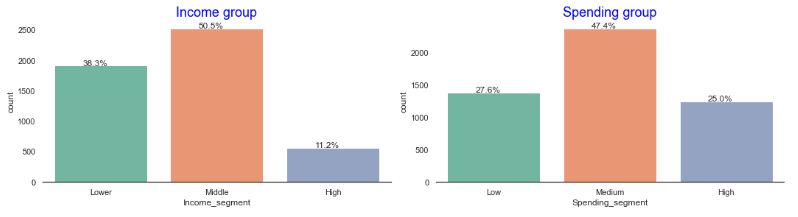 Income group
2500
2000
1500
1000
500
0
count
38.3%
50.5%
11.2%
Lower Middle High
Income_segment
Spending group
2000
1500
1000
500
0
count
27.6%
47.4%
25.0%
Low Medium High
Spending_segment